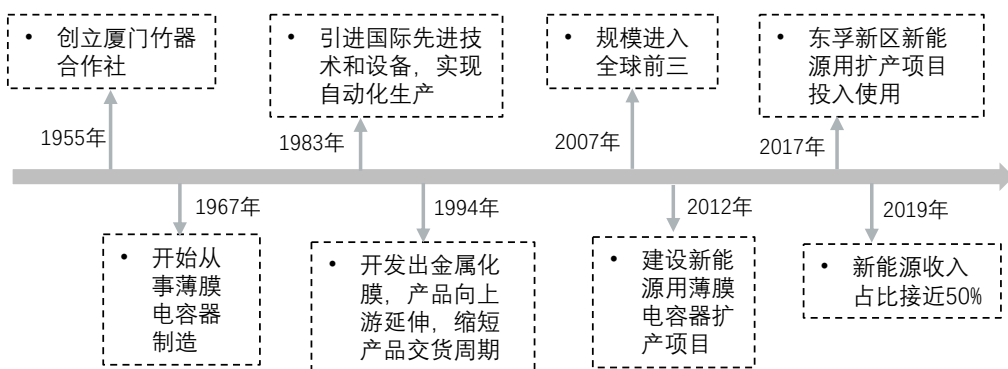 • 创立厦门竹器
合作社
• 引进国际先进技
术和设备，实现
自动化生产
• 规模进入
全球前三
• 东孚新区新能
源用扩产项目
投入使用
1955年
1983年
2007年
2017年
1967年
1994年
2012年
2019年
• 开始从
事薄膜
电容器
制造
• 开发出金属化
膜，产品向上
游延伸，缩短
产品交货周期
• 建设新能
源用薄膜
电容器扩
产项目
• 新能源收入
占比接近50%